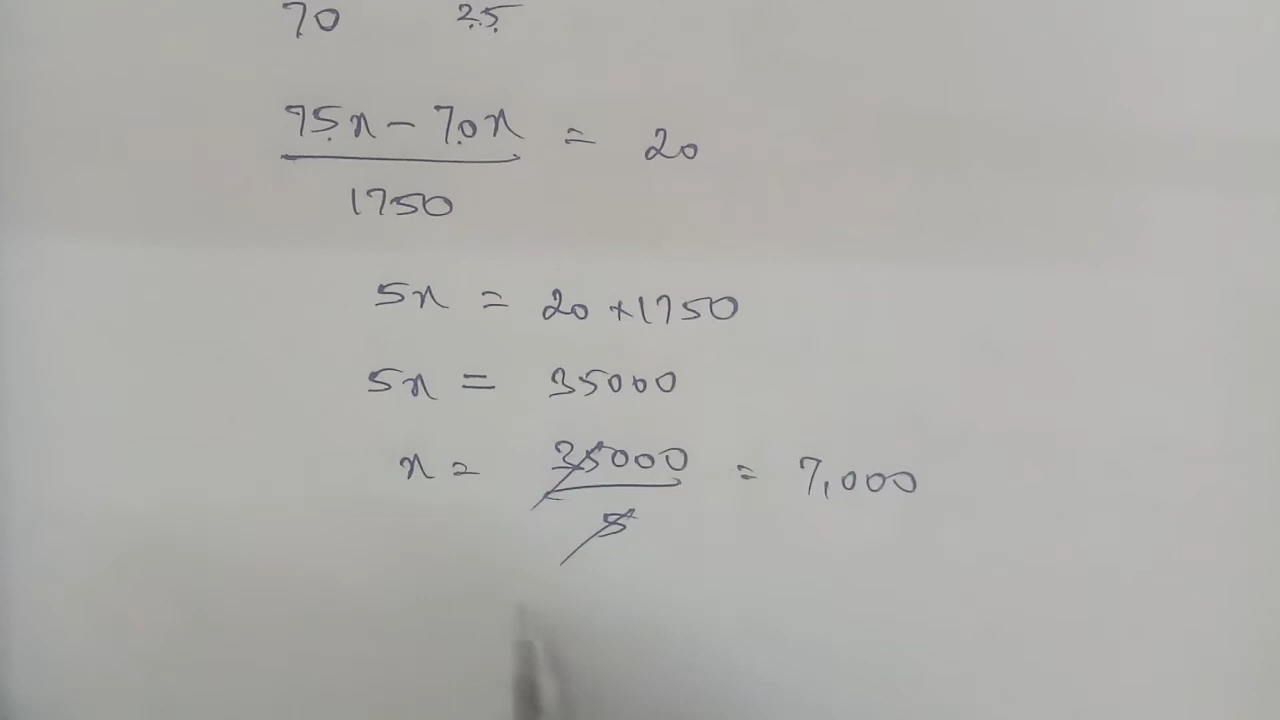 70 25
75x - 70x = 20
1750
5x = 20 × 1750
5x = 35000
x = 35000 = 7,000
5